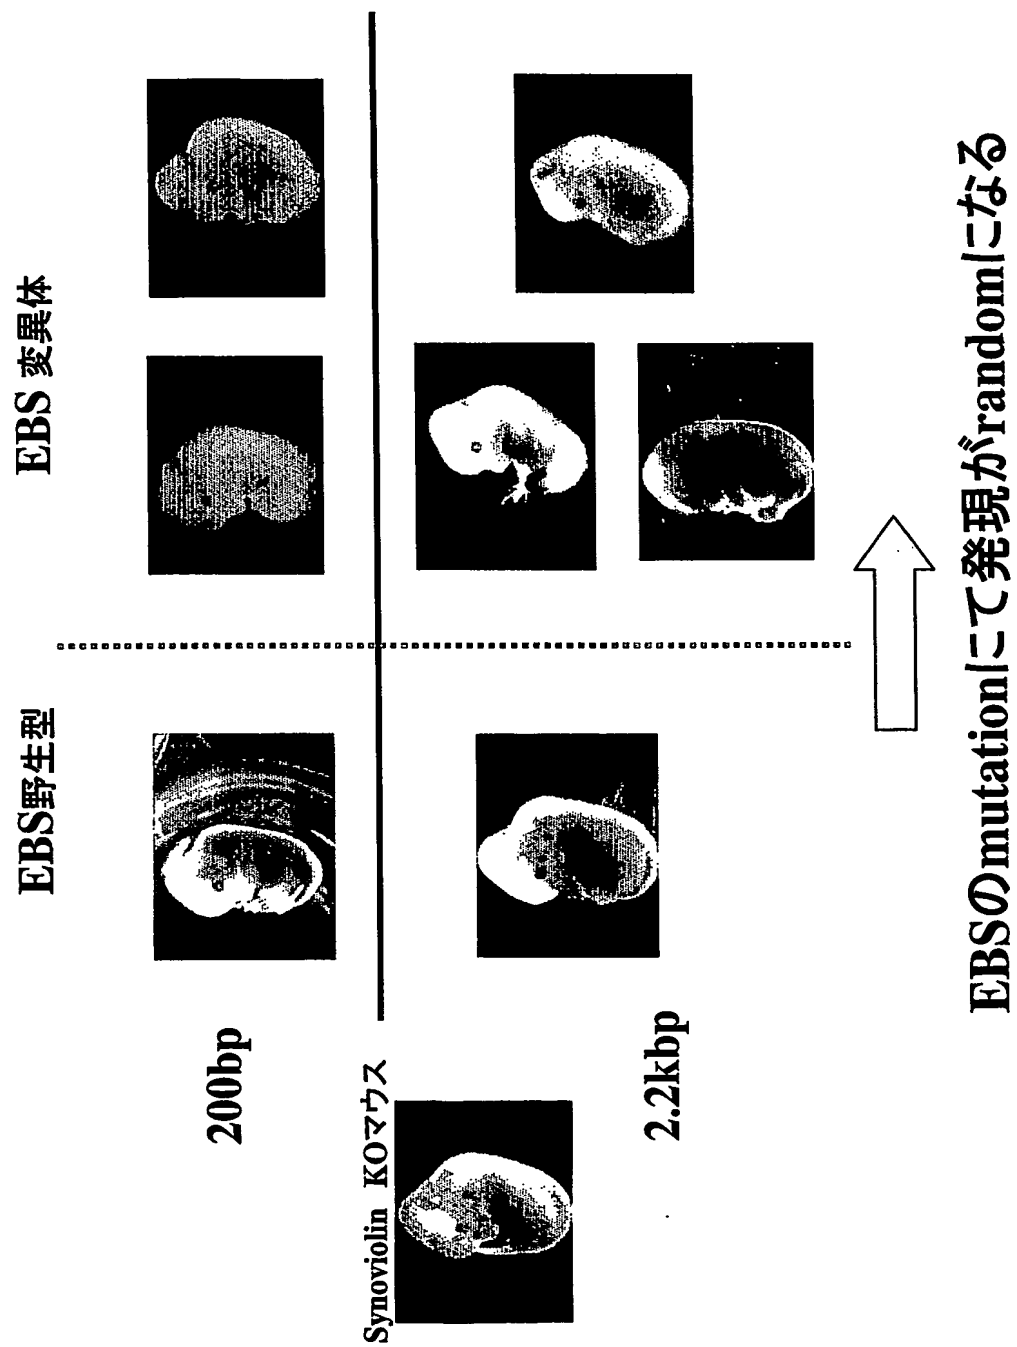 EBS野生型
EBS 変異体
200bp
Synoviolin KOマウス
2.2kbp
EBSのmutationにて発現がrandomになる